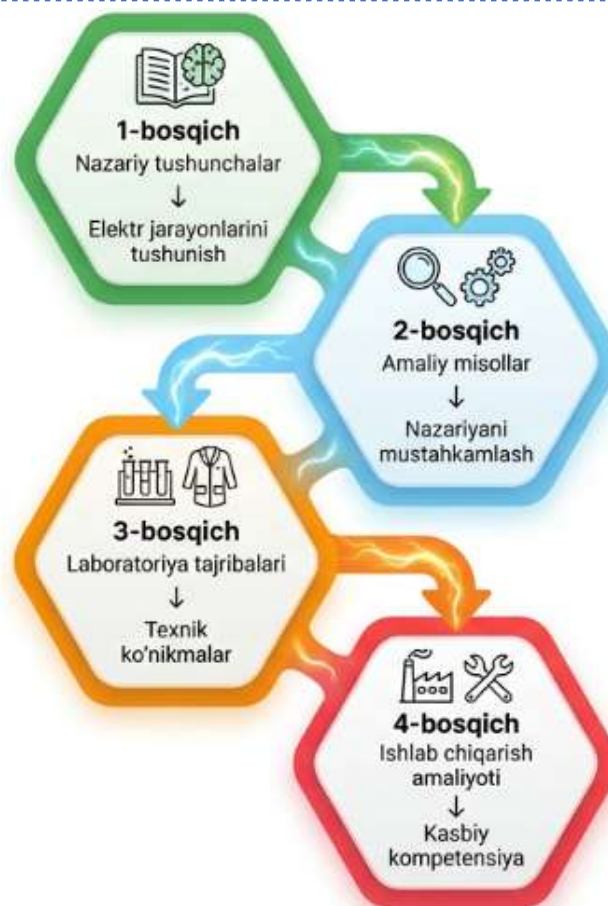 1-bosqich
Nazariy tushunchalar
↓
Elektr jarayonlarini
tushunish
2-bosqich
Amaliy misollar
↓
Nazariyani
mustahkamlash
3-bosqich
Laboratoriya tajribalari
↓
Texnik
ko'nikmalar
4-bosqich
Ishlab chiqarish
amaliyoti
↓
Kasbiy
kompetensiya